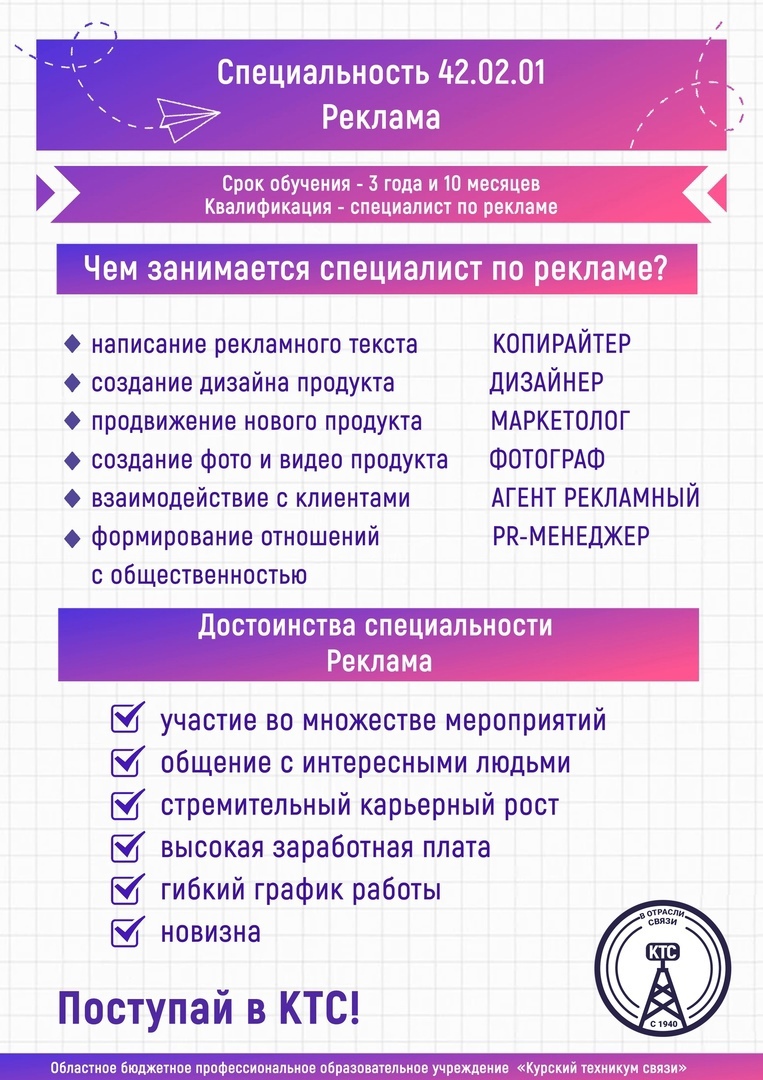 Специальность 42.02.01
Реклама
Срок обучения - 3 года и 10 месяцев
Квалификация - специалист по рекламе
Чем занимается специалист по рекламе?
написание рекламного текста КОПИРАЙТЕР
создание дизайна продукта ДИЗАЙНЕР
продвижение нового продукта МАРКЕТОЛОГ
создание фото и видео продукта ФОТОГРАФ
взаимодействие с клиентами АГЕНТ РЕКЛАМНЫЙ
формирование отношений PR-МЕНЕДЖЕР
с общественностью
Достоинства специальности
Реклама
участие во множестве мероприятий
общение с интересными людьми
стремительный карьерный рост
высокая заработная плата
гибкий график работы
новизна
В ОТРАСЛИ
СВЯЗИ
КТС
С 1940
Поступай в КТС!
Областное бюджетное профессиональное образовательное учреждение «Курский техникум связи»